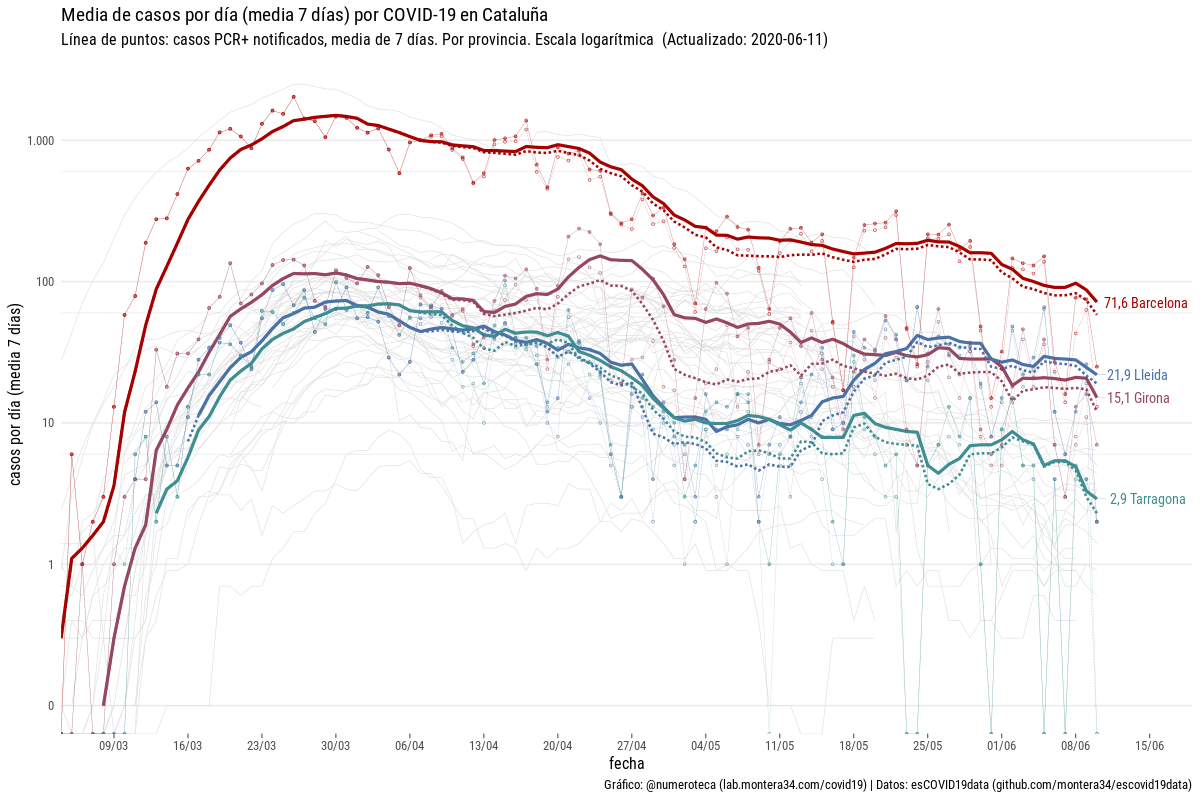 Media de casos por día (media 7 días) por COVID-19 en Cataluña
Línea de puntos: casos PCR+ notificados, media de 7 días. Por provincia. Escala logarítmica (Actualizado: 2020-06-11)
casos por día (media 7 días)
1.000
100
10
1
0
71,6 Barcelona
21,9 Lleida
15,1 Girona
2,9 Tarragona
09/03 16/03 23/03 30/03 06/04 13/04 20/04 27/04 04/05 11/05 18/05 25/05 01/06 08/06 15/06
fecha
Gráfico: @numeroteca (lab.montera34.com/covid19) | Datos: esCOVID19data (github.com/montera34/escovid19data)